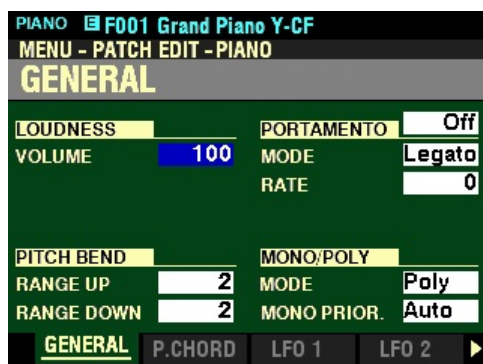 PIANO E F001 Grand Piano Y-CF
MENU - PATCH EDIT - PIANO
GENERAL
LOUDNESS
VOLUME 100
PORTAMENTO Off
MODE Legato
RATE 0
PITCH BEND
RANGE UP 2
RANGE DOWN 2
MONO/POLY
MODE Poly
MONO PRIOR. Auto
GENERAL P.CHORD LFO 1 LFO 2